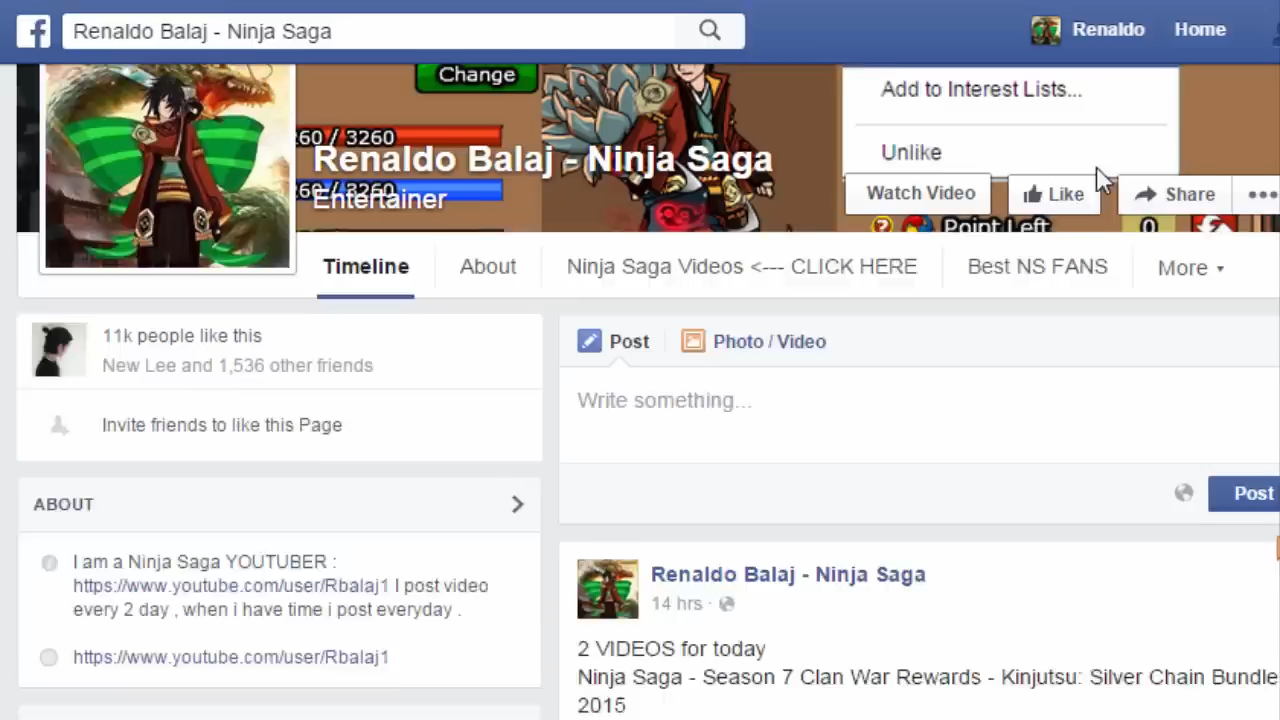 Renaldo Balaj - Ninja Saga
Renaldo
Home
Change
Add to Interest Lists...
Unlike
260 / 3260
260 / 3260
Renaldo Balaj - Ninja Saga
Entertainer
Watch Video
Like
Share
Point Left
0
Timeline
About
Ninja Saga Videos <--- CLICK HERE
Best NS FANS
More
11k people like this
New Lee and 1,536 other friends
Invite friends to like this Page
ABOUT
I am a Ninja Saga YOUTUBER :
https://www.youtube.com/user/Rbalaj1 I post video
every 2 day , when i have time i post everyday .
https://www.youtube.com/user/Rbalaj1
Post
Photo / Video
Write something...
Post
Renaldo Balaj - Ninja Saga
14 hrs ·
2 VIDEOS for today
Ninja Saga - Season 7 Clan War Rewards - Kinjutsu: Silver Chain Bundle
2015